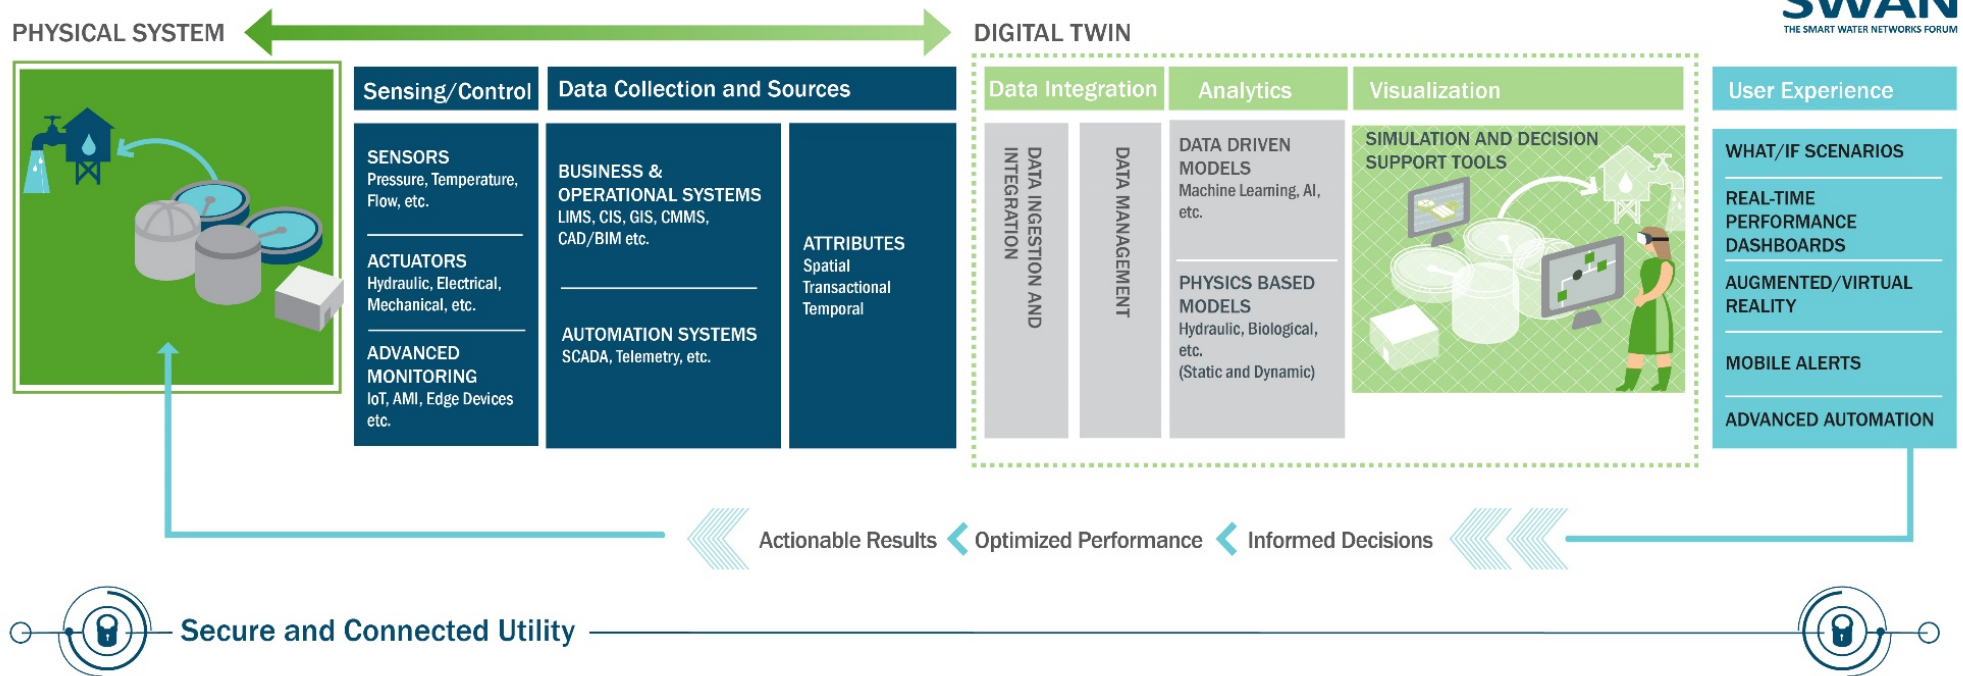 PHYSICAL SYSTEM
DIGITAL TWIN
SWAN
THE SMART WATER NETWORKS FORUM
Sensing/Control
Data Collection and Sources
Data Integration
Analytics
Visualization
User Experience
SENSORS
Pressure, Temperature,
Flow, etc.
ACTUATORS
Hydraulic, Electrical,
Mechanical, etc.
ADVANCED
MONITORING
IoT, AMI, Edge Devices
etc.
BUSINESS &
OPERATIONAL SYSTEMS
LIMS, CIS, GIS, CMMS,
CAD/BIM etc.
AUTOMATION SYSTEMS
SCADA, Telemetry, etc.
ATTRIBUTES
Spatial
Transactional
Temporal
DATA INGESTION AND
INTEGRATION
DATA MANAGEMENT
DATA DRIVEN
MODELS
Machine Learning, AI,
etc.
PHYSICS BASED
MODELS
Hydraulic, Biological,
etc.
(Static and Dynamic)
SIMULATION AND DECISION
SUPPORT TOOLS
WHAT/IF SCENARIOS
REAL-TIME
PERFORMANCE
DASHBOARDS
AUGMENTED/VIRTUAL
REALITY
MOBILE ALERTS
ADVANCED AUTOMATION
Actionable Results
Optimized Performance
Informed Decisions
Secure and Connected Utility